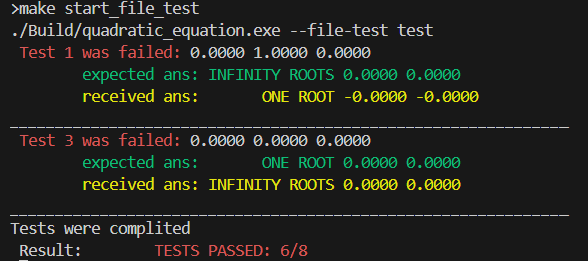 >make start_file_test
./Build/quadratic_equation.exe --file-test test
Test 1 was failed: 0.0000 1.0000 0.0000
expected ans: INFINITY ROOTS 0.0000 0.0000
received ans: ONE ROOT -0.0000 -0.0000
Test 3 was failed: 0.0000 0.0000 0.0000
expected ans: ONE ROOT 0.0000 0.0000
received ans: INFINITY ROOTS 0.0000 0.0000
Tests were complited
Result: TESTS PASSED: 6/8